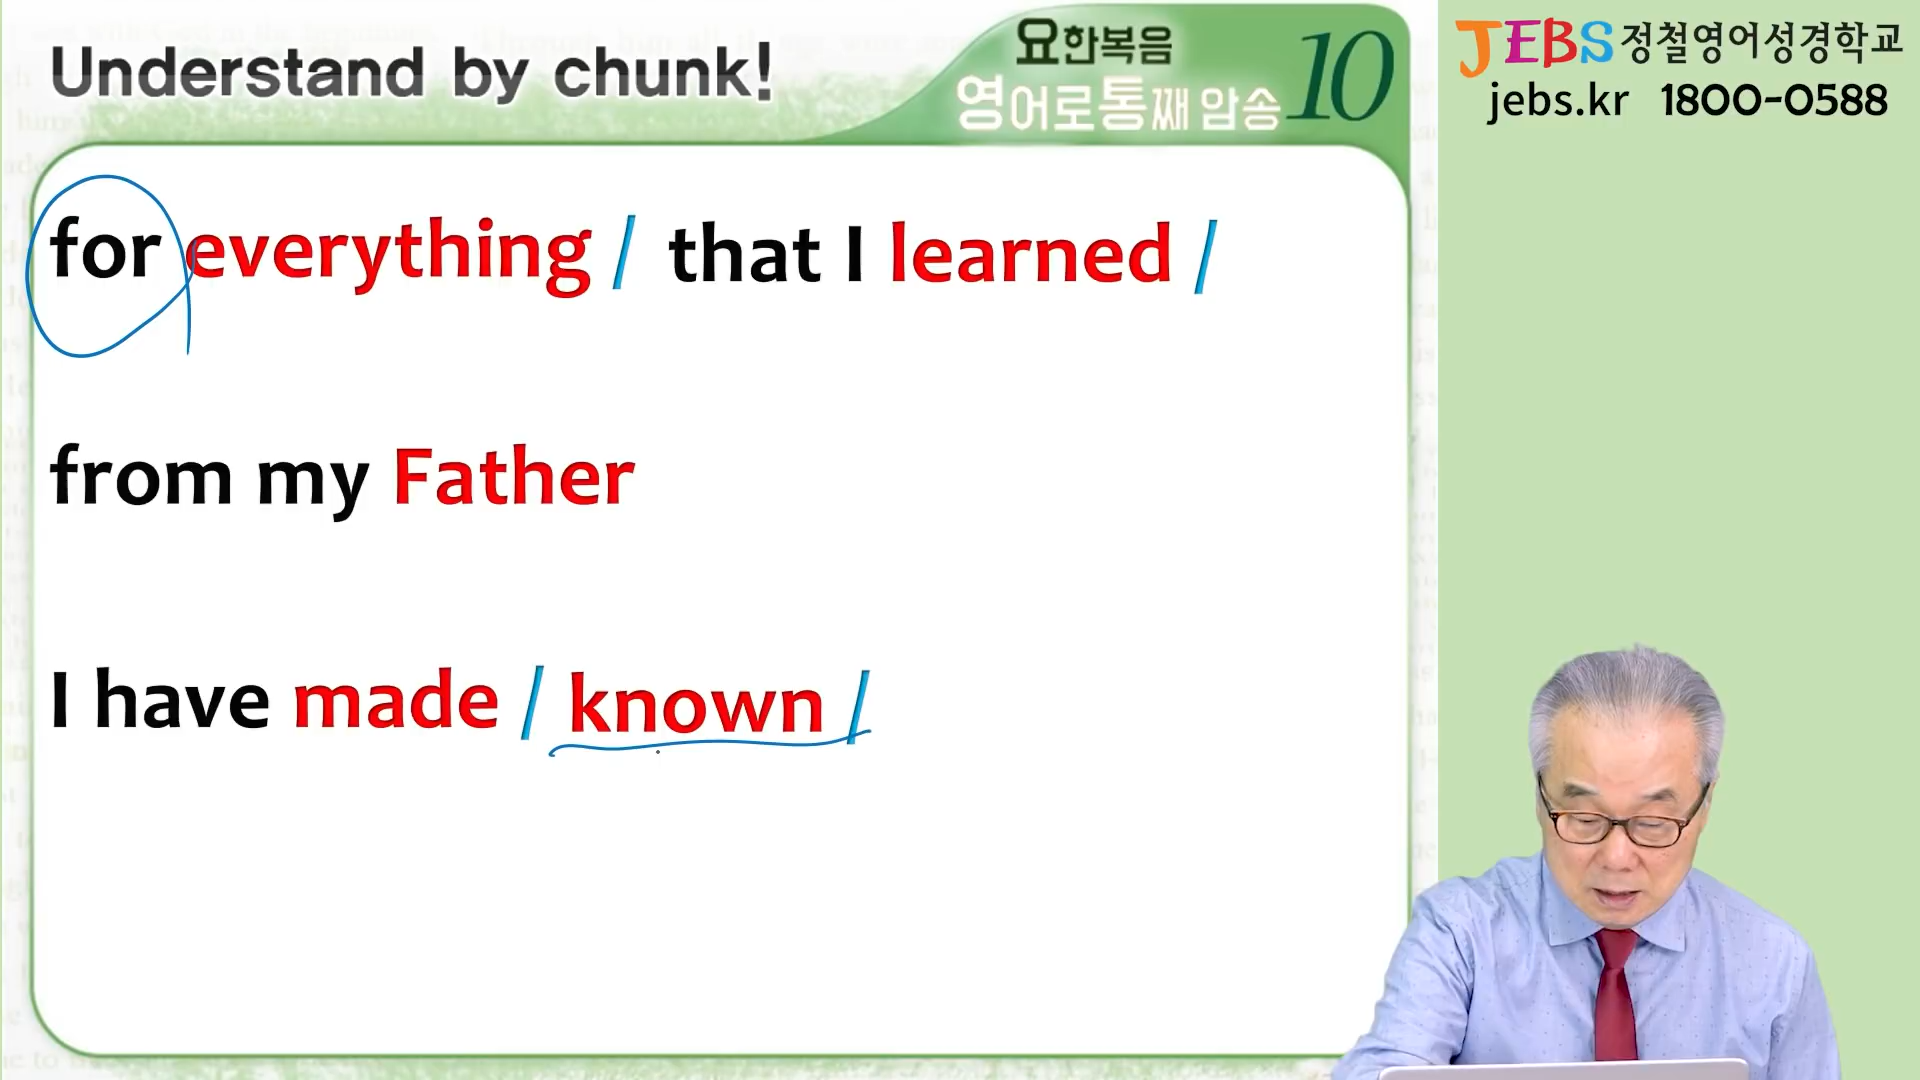 Understand by chunk!
요한복음
영어로통째 암송 10
JEBS 정철영어성경학교
jebs.kr 1800-0588
for everything / that I learned /
from my Father
I have made / known /